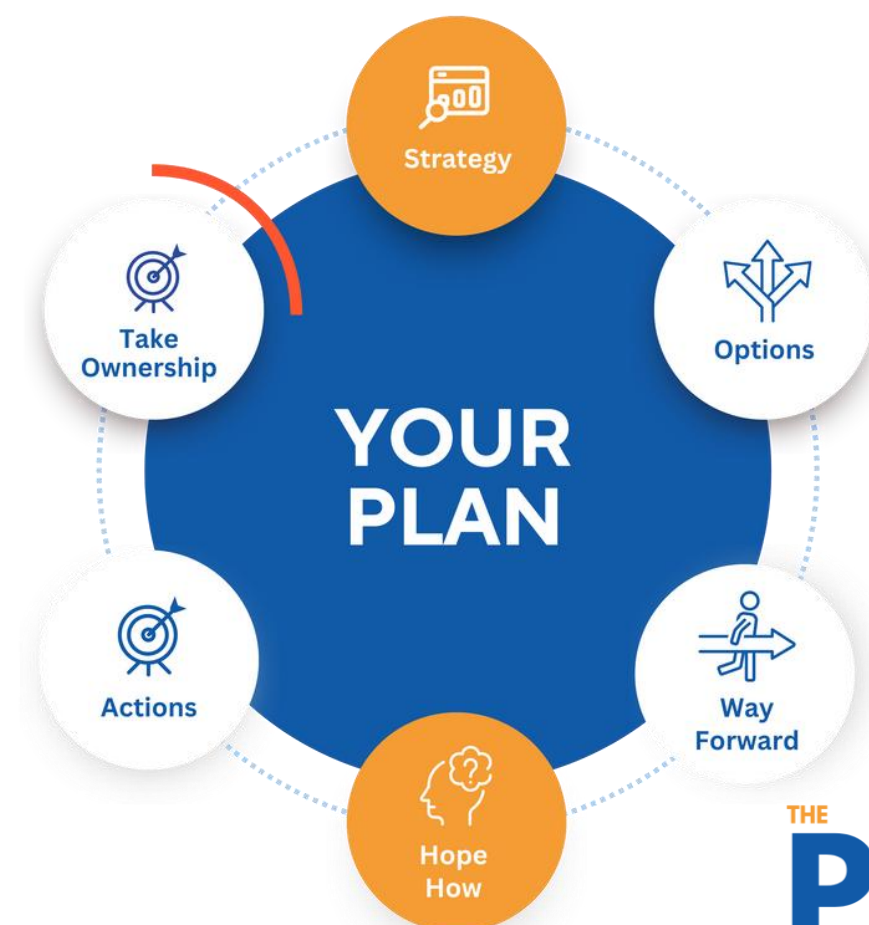 Strategy
Options
Way
Forward
Hope
How
Actions
Take
Ownership
YOUR
PLAN
THE
P